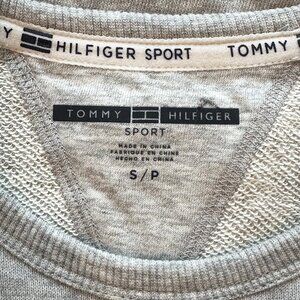 HILFIGER SPORT TOMMY
TOMMY HILFIGER
SPORT
MADE IN CHINA
FABRIQUÉ EN CHINE
HECHO EN CHINA
S/P